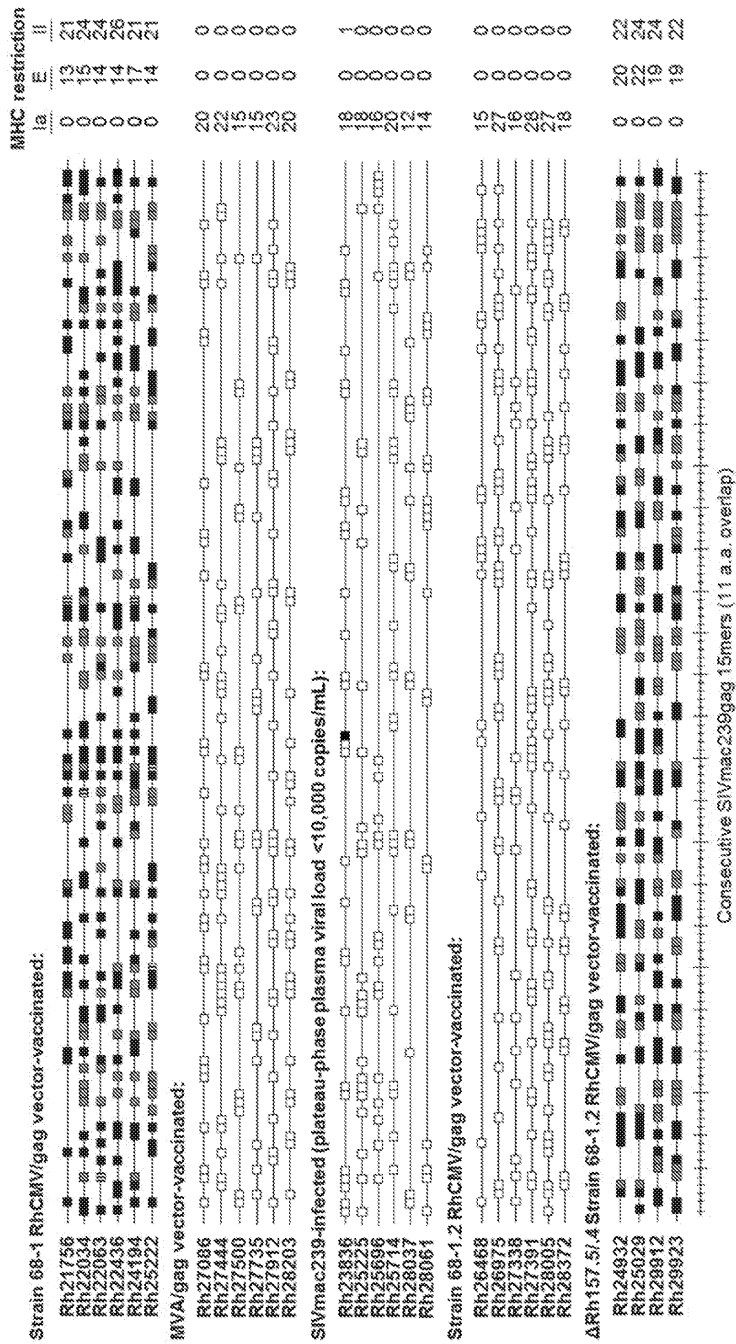 MHC restriction
Strain 68-1 RhCMV/gag vector-vaccinated: Ia E II
Rh21756 0 13 21
Rh22034 0 15 24
Rh22063 0 14 24
Rh22436 0 14 26
Rh24194 0 17 21
Rh25222 0 14 21
MVA/gag vector-vaccinated:
Rh27086 20 0 0
Rh27444 22 0 0
Rh27500 15 0 0
Rh27735 15 0 0
Rh27912 23 0 0
Rh28203 20 0 0
SIVmac239-infected (plateau-phase plasma viral load <10,000 copies/mL):
Rh23836 18 0 1
Rh25225 18 0 0
Rh25696 16 0 0
Rh25714 20 0 0
Rh28037 12 0 0
Rh28061 14 0 0
Strain 68-1.2 RhCMV/gag vector-vaccinated:
Rh26468 15 0 0
Rh26975 27 0 0
Rh27338 16 0 0
Rh27391 28 0 0
Rh28005 27 0 0
Rh28372 18 0 0
ΔRh157.5/.4 Strain 68-1.2 RhCMV/gag vector-vaccinated:
Rh24932 0 20 22
Rh25029 0 22 24
Rh29912 0 19 24
Rh29923 0 19 22
Consecutive SIVmac239gag 15mers (11 a.a. overlap)